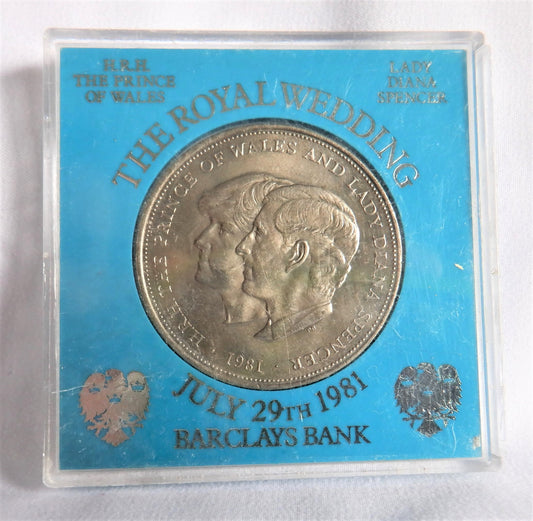 H.R.H.
THE PRINCE
OF WALES
LADY
DIANA
SPENCER
THE ROYAL WEDDING
H.R.H. THE PRINCE OF WALES AND LADY DIANA SPENCER
1981
JULY 29TH 1981
BARCLAYS BANK